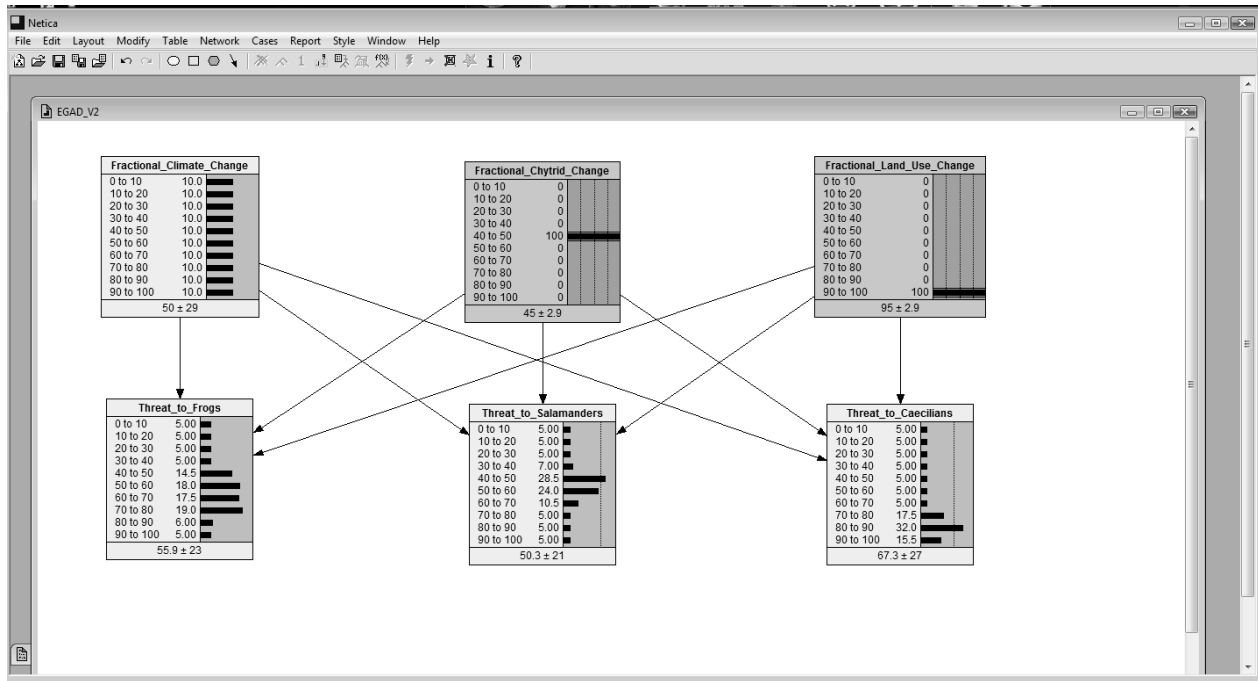 Netica
File Edit Layout Modify Table Network Cases Report Style Window Help
EGAD_V2
Fractional_Climate_Change
0 to 10 10.0
10 to 20 10.0
20 to 30 10.0
30 to 40 10.0
40 to 50 10.0
50 to 60 10.0
60 to 70 10.0
70 to 80 10.0
80 to 90 10.0
90 to 100 10.0
50 ± 29
Fractional_Chytrid_Change
0 to 10 0
10 to 20 0
20 to 30 0
30 to 40 0
40 to 50 100
50 to 60 0
60 to 70 0
70 to 80 0
80 to 90 0
90 to 100 0
45 ± 2.9
Fractional_Land_Use_Change
0 to 10 0
10 to 20 0
20 to 30 0
30 to 40 0
40 to 50 0
50 to 60 0
60 to 70 0
70 to 80 0
80 to 90 0
90 to 100 100
95 ± 2.9
Threat_to_Frogs
0 to 10 5.00
10 to 20 5.00
20 to 30 5.00
30 to 40 5.00
40 to 50 14.5
50 to 60 18.0
60 to 70 17.5
70 to 80 19.0
80 to 90 6.00
90 to 100 5.00
55.9 ± 23
Threat_to_Salamanders
0 to 10 5.00
10 to 20 5.00
20 to 30 5.00
30 to 40 7.00
40 to 50 28.5
50 to 60 24.0
60 to 70 10.5
70 to 80 5.00
80 to 90 5.00
90 to 100 5.00
50.3 ± 21
Threat_to_Caecilians
0 to 10 5.00
10 to 20 5.00
20 to 30 5.00
30 to 40 5.00
40 to 50 5.00
50 to 60 5.00
60 to 70 5.00
70 to 80 17.5
80 to 90 32.0
90 to 100 15.5
67.3 ± 27